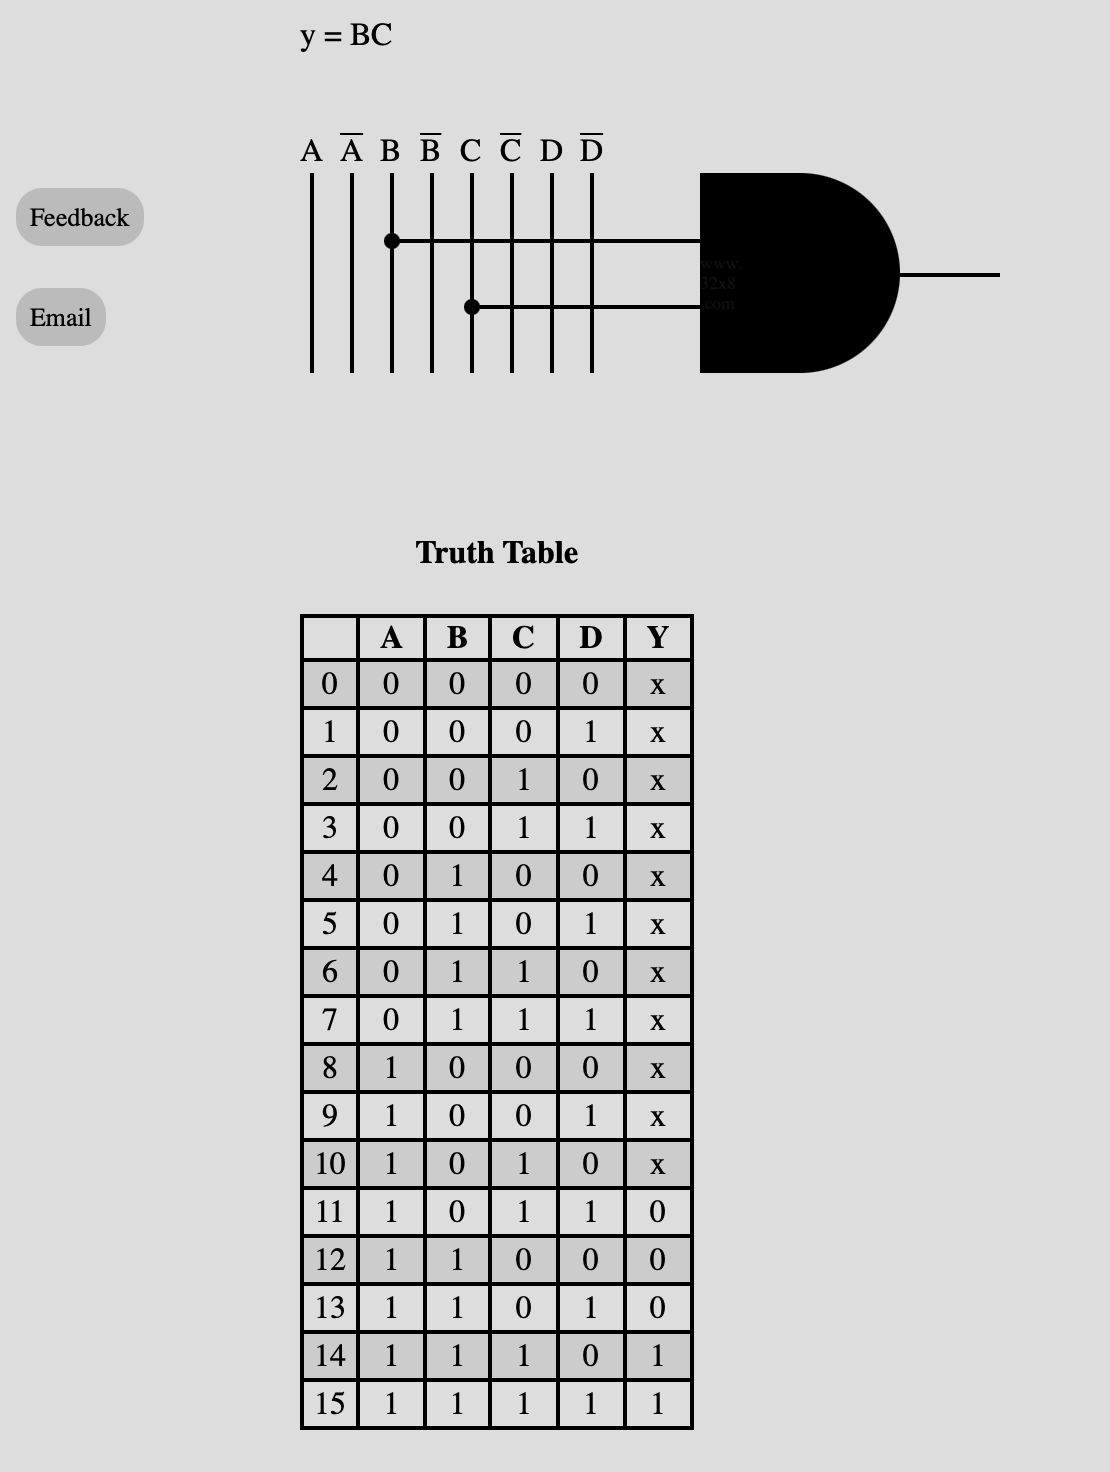 y = BC
A A̅ B B̅ C C̅ D D̅
Feedback
www.
32x8
.com
Email
Truth Table
A B C D Y
0 0 0 0 0 x
1 0 0 0 1 x
2 0 0 1 0 x
3 0 0 1 1 x
4 0 1 0 0 x
5 0 1 0 1 x
6 0 1 1 0 x
7 0 1 1 1 x
8 1 0 0 0 x
9 1 0 0 1 x
10 1 0 1 0 x
11 1 0 1 1 0
12 1 1 0 0 0
13 1 1 0 1 0
14 1 1 1 0 1
15 1 1 1 1 1